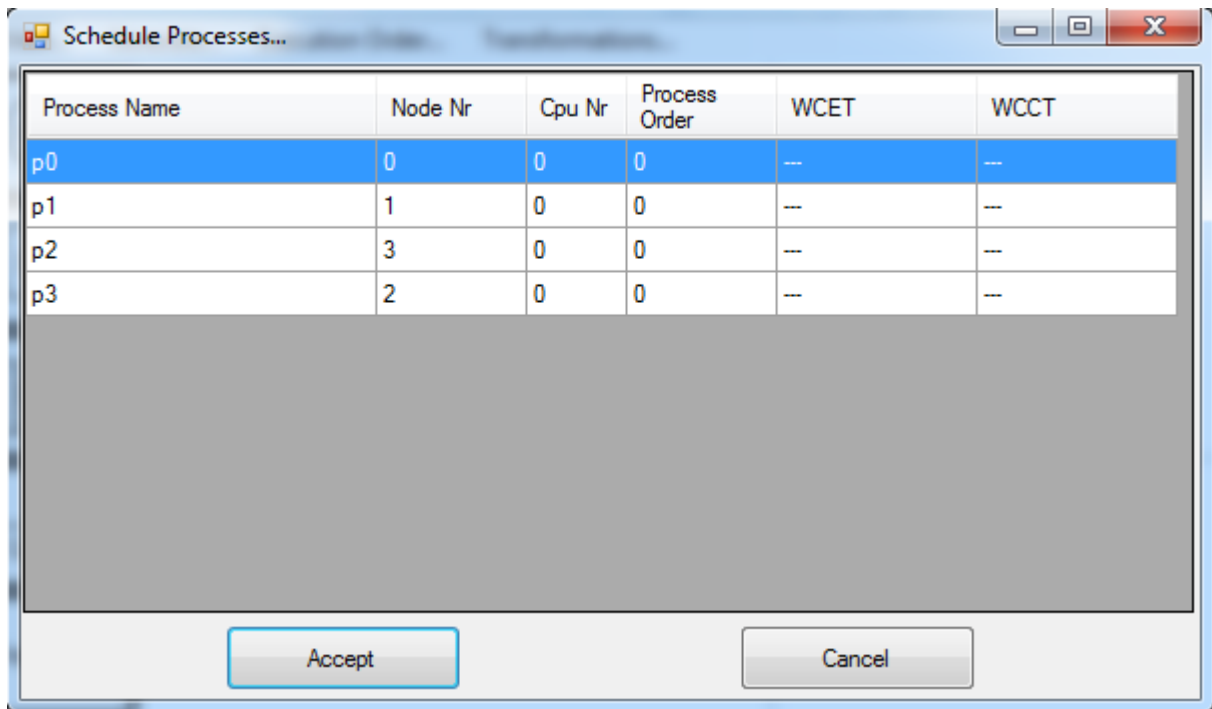 Schedule Processes...
Process Name Node Nr Cpu Nr Process Order WCET WCCT
p0 0 0 0 --- ---
p1 1 0 0 --- ---
p2 3 0 0 --- ---
p3 2 0 0 --- ---
Accept Cancel